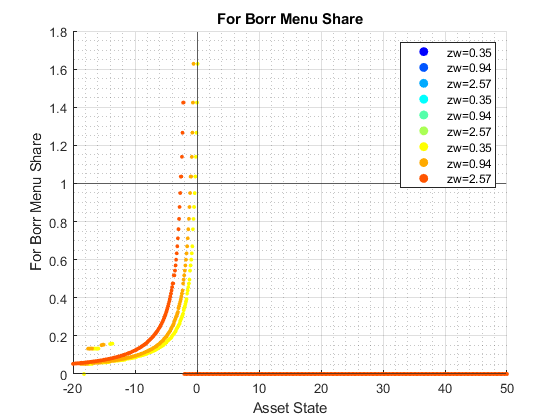 For Borr Menu Share
1.8
1.6
1.4
1.2
1
0.8
0.6
0.4
0.2
0
For Borr Menu Share
-20
-10
0
10
20
30
40
50
Asset State
zw=0.35
zw=0.94
zw=2.57
zw=0.35
zw=0.94
zw=2.57
zw=0.35
zw=0.94
zw=2.57